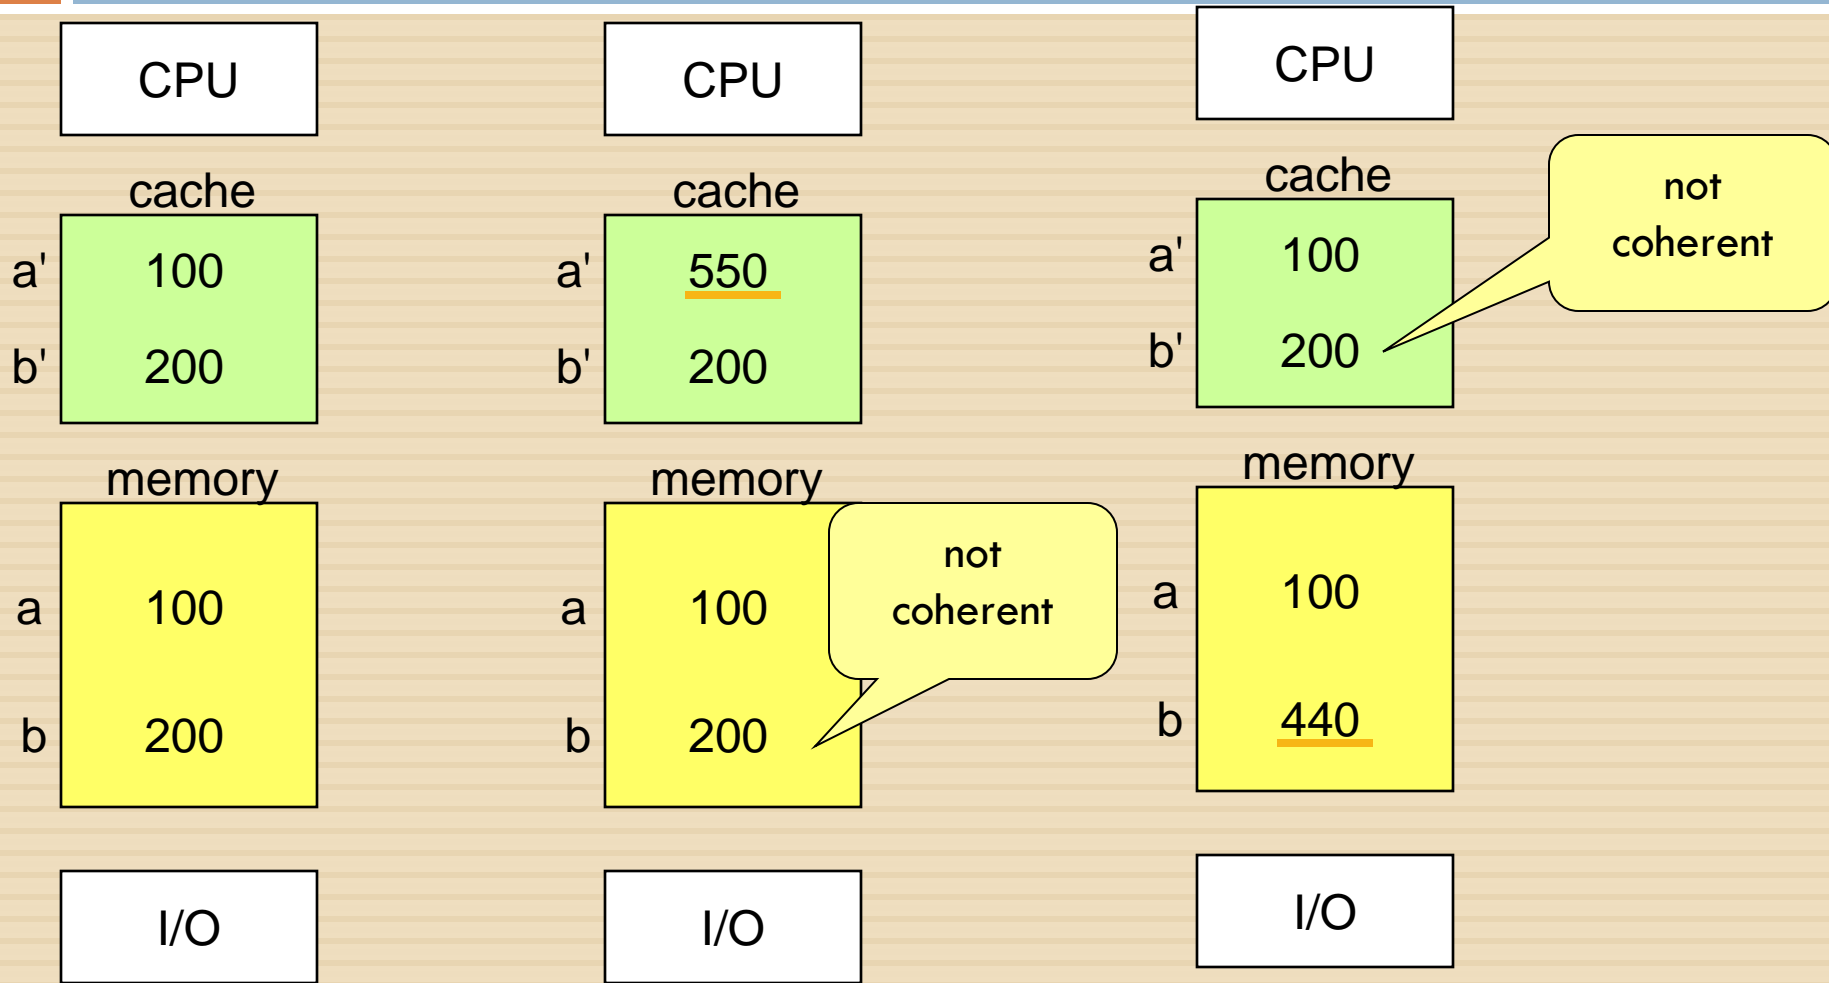 CPU
cache
a' 100
b' 200
memory
a 100
b 200
I/O
CPU
cache
a' 550
b' 200
memory
a 100
b 200
not
coherent
I/O
CPU
cache
a' 100
b' 200
not
coherent
memory
a 100
b 440
I/O